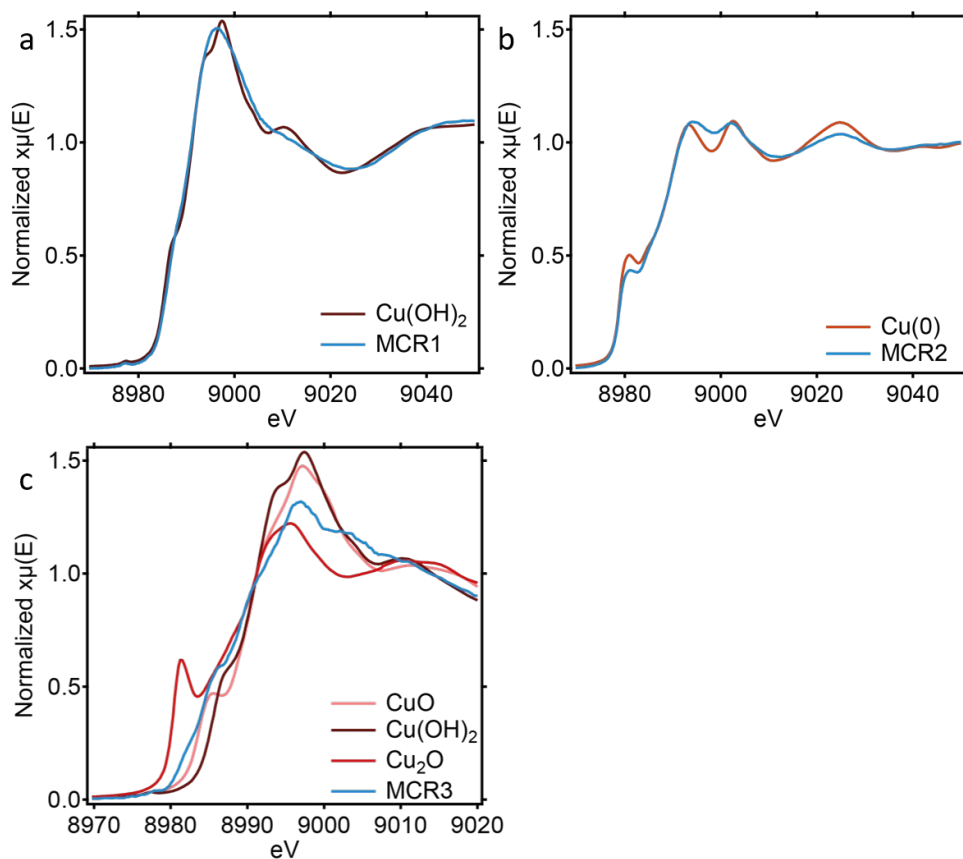 a
Normalized xμ(E)
1.5
1.0
0.5
0.0
8980 9000 9020 9040
eV
Cu(OH)₂
MCR1
b
Normalized xμ(E)
1.5
1.0
0.5
0.0
8980 9000 9020 9040
eV
Cu(0)
MCR2
c
Normalized xμ(E)
1.5
1.0
0.5
0.0
8970 8980 8990 9000 9010 9020
eV
CuO
Cu(OH)₂
Cu₂O
MCR3